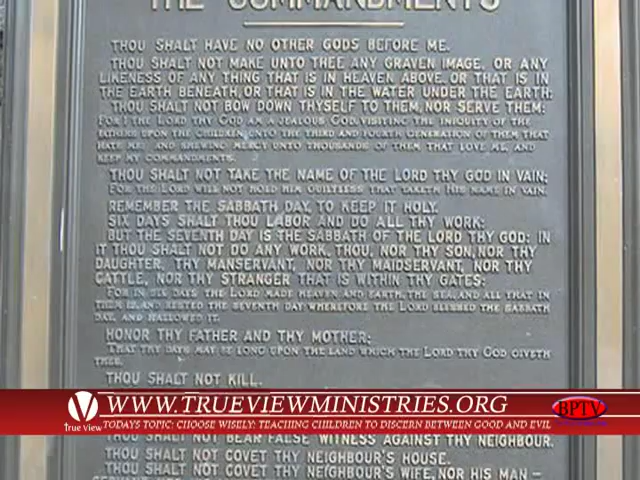 THE COMMANDMENTS
THOU SHALT HAVE NO OTHER GODS BEFORE ME.
THOU SHALT NOT MAKE UNTO THEE ANY GRAVEN IMAGE, OR ANY
LIKENESS OF ANY THING THAT IS IN HEAVEN ABOVE, OR THAT IS IN
THE EARTH BENEATH, OR THAT IS IN THE WATER UNDER THE EARTH:
THOU SHALT NOT BOW DOWN THYSELF TO THEM, NOR SERVE THEM:
FOR I THE LORD THY GOD AM A JEALOUS GOD, VISITING THE INIQUITY OF THE
FATHERS UPON THE CHILDREN UNTO THE THIRD AND FOURTH GENERATION OF THEM THAT
HATE ME; AND SHEWING MERCY UNTO THOUSANDS OF THEM THAT LOVE ME, AND
KEEP MY COMMANDMENTS.
THOU SHALT NOT TAKE THE NAME OF THE LORD THY GOD IN VAIN;
FOR THE LORD WILL NOT HOLD HIM GUILTLESS THAT TAKETH HIS NAME IN VAIN.
REMEMBER THE SABBATH DAY, TO KEEP IT HOLY.
SIX DAYS SHALT THOU LABOR AND DO ALL THY WORK:
BUT THE SEVENTH DAY IS THE SABBATH OF THE LORD THY GOD: IN
IT THOU SHALT NOT DO ANY WORK, THOU, NOR THY SON, NOR THY
DAUGHTER, THY MANSERVANT, NOR THY MAIDSERVANT, NOR THY
CATTLE, NOR THY STRANGER THAT IS WITHIN THY GATES:
FOR IN SIX DAYS THE LORD MADE HEAVEN AND EARTH, THE SEA, AND ALL THAT IN
THEM IS, AND RESTED THE SEVENTH DAY WHEREFORE THE LORD BLESSED THE SABBATH
DAY, AND HALLOWED IT.
HONOR THY FATHER AND THY MOTHER;
THAT THY DAYS MAY BE LONG UPON THE LAND WHICH THE LORD THY GOD GIVETH
THEE.
THOU SHALT NOT KILL.
True View
WWW.TRUEVIEWMINISTRIES.ORG
BPTV
TODAYS TOPIC: CHOOSE WISELY: TEACHING CHILDREN TO DISCERN BETWEEN GOOD AND EVIL
THOU SHALT NOT BEAR FALSE WITNESS AGAINST THY NEIGHBOUR.
THOU SHALT NOT COVET THY NEIGHBOUR'S HOUSE.
THOU SHALT NOT COVET THY NEIGHBOUR'S WIFE, NOR HIS MAN-